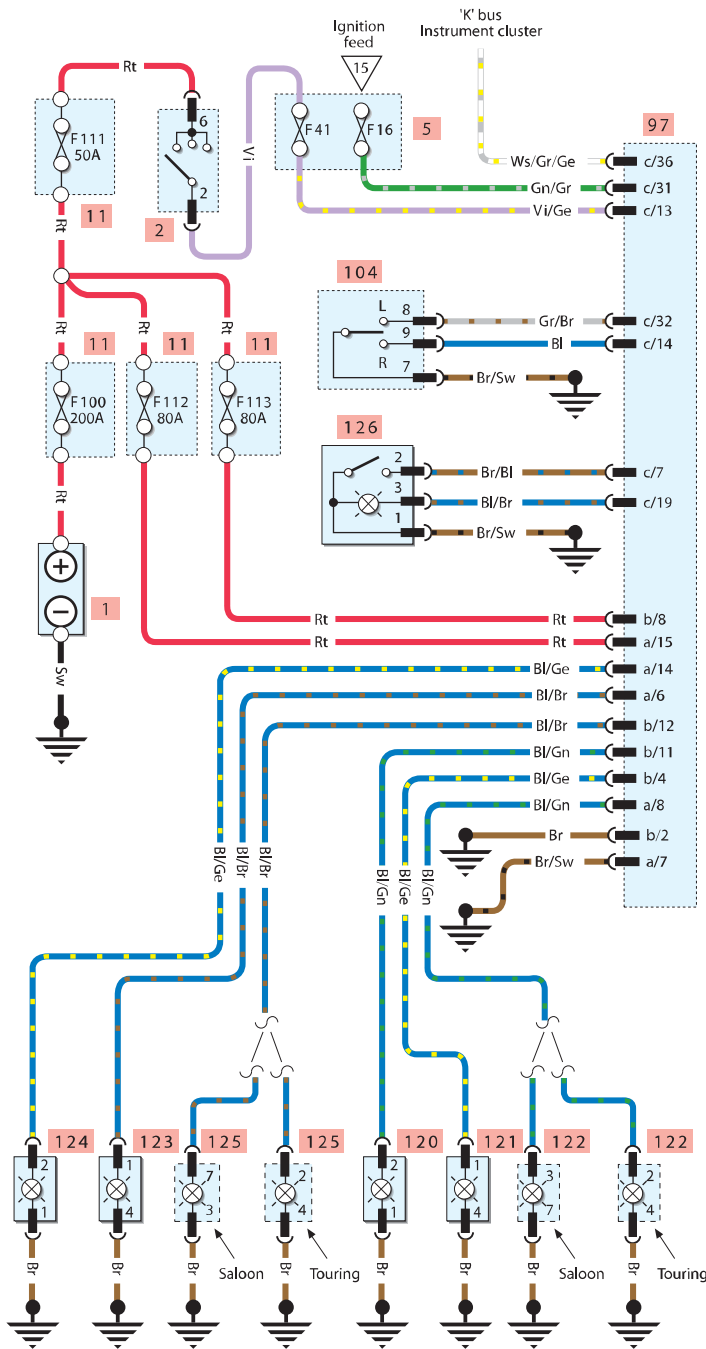 'K' bus
Instrument cluster
Ignition
feed
15
Rt
F111
50A
6
2
Vi
F41
F16
5
97
Ws/Gr/Ge
c/36
Gn/Gr
c/31
Vi/Ge
c/13
11
2
Rt
104
L
8
9
R
7
Gr/Br
c/32
Bl
c/14
Br/Sw
Rt
Rt
Rt
11
11
11
F100
200A
F112
80A
F113
80A
126
2
3
1
Br/Bl
c/7
Bl/Br
c/19
Br/Sw
Rt
+
−
1
Sw
Rt
Rt
b/8
Rt
Rt
a/15
Bl/Ge
a/14
Bl/Br
a/6
Bl/Br
b/12
Bl/Gn
b/11
Bl/Ge
b/4
Bl/Gn
a/8
Br
b/2
Br/Sw
a/7
Bl/Ge
Bl/Br
Bl/Br
Bl/Gn
Bl/Ge
Bl/Gn
124
123
125
125
120
121
122
122
2
1
1
4
7
3
2
4
2
1
1
4
3
7
2
4
Saloon
Touring
Saloon
Touring
Br
Br
Br
Br
Br
Br
Br
Br